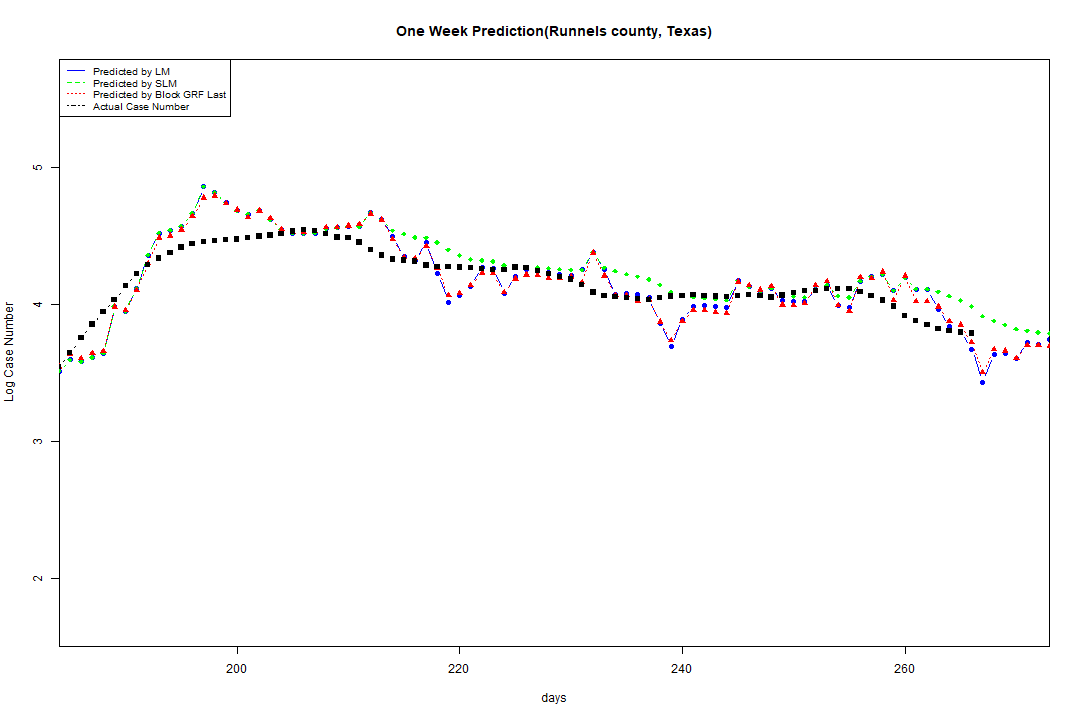 One Week Prediction(Runnels county, Texas)
Predicted by LM
Predicted by SLM
Predicted by Block GRF Last
Actual Case Number
5
4
3
2
Log Case Number
200 220 240 260
days